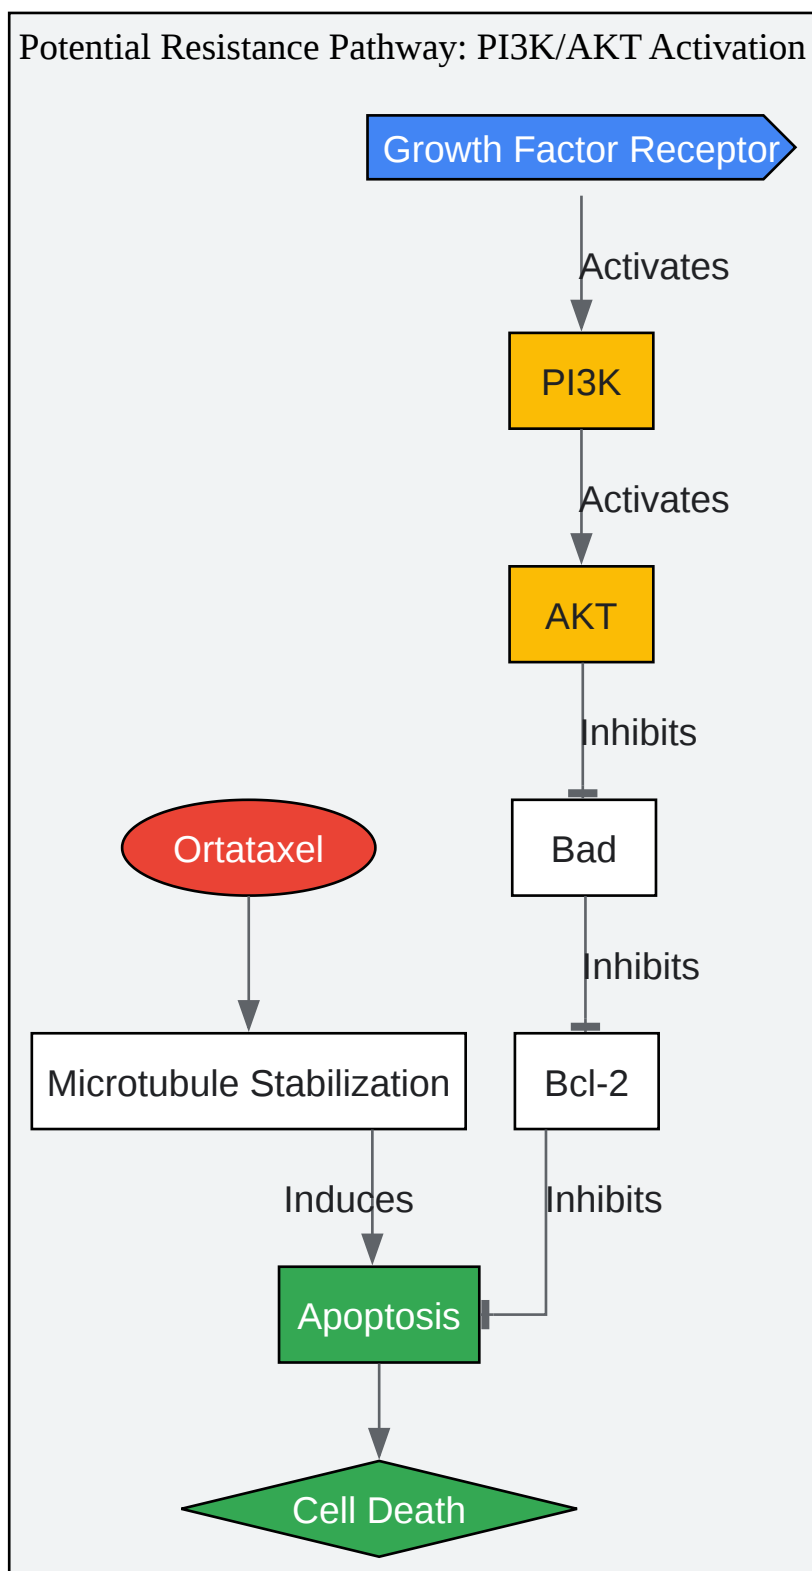 Potential Resistance Pathway: PI3K/AKT Activation
Growth Factor Receptor
Activates
PI3K
Activates
AKT
Inhibits
Ortataxel
Bad
Inhibits
Microtubule Stabilization
Bcl-2
Induces
Inhibits
Apoptosis
Cell Death